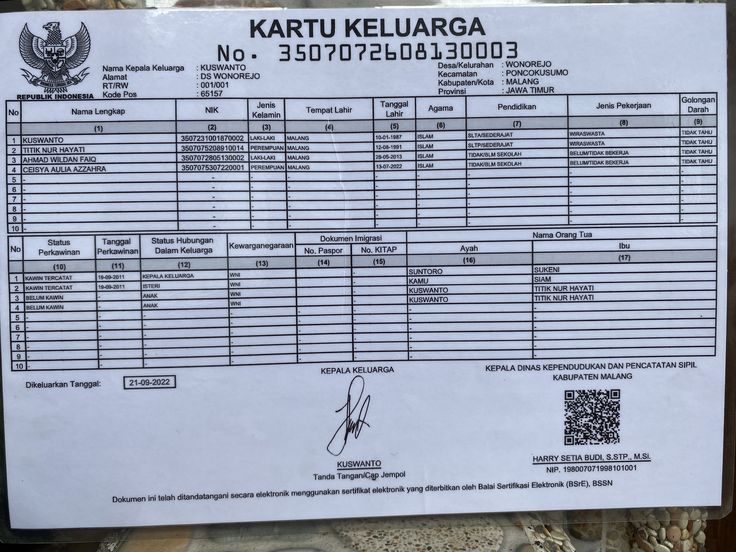 KARTU KELUARGA
No. 3507072608130003
REPUBLIK INDONESIA
Nama Kepala Keluarga : KUSWANTO
Alamat : DS WONOREJO
RT/RW : 001/001
Kode Pos : 65157
Desa/Kelurahan : WONOREJO
Kecamatan : PONCOKUSUMO
Kabupaten/Kota : MALANG
Provinsi : JAWA TIMUR
No Nama Lengkap NIK Jenis Kelamin Tempat Lahir Tanggal Lahir Agama Pendidikan Jenis Pekerjaan Golongan Darah
(1) (2) (3) (4) (5) (6) (7) (8) (9)
1 KUSWANTO 3507231001870002 LAKI-LAKI MALANG 10-01-1987 ISLAM SLTA/SEDERAJAT WIRASWASTA TIDAK TAHU
2 TITIK NUR HAYATI 3507075208910014 PEREMPUAN MALANG 12-08-1991 ISLAM SLTP/SEDERAJAT WIRASWASTA TIDAK TAHU
3 AHMAD WILDAN FAIQ 3507072805130002 LAKI-LAKI MALANG 28-05-2013 ISLAM TIDAK/BLM SEKOLAH BELUM/TIDAK BEKERJA TIDAK TAHU
4 CEISYA AULIA AZZAHRA 3507075307220001 PEREMPUAN MALANG 13-07-2022 ISLAM TIDAK/BLM SEKOLAH BELUM/TIDAK BEKERJA TIDAK TAHU
5 -
6 -
7 -
8 -
9 -
10 -
No Status Perkawinan Tanggal Perkawinan Status Hubungan Dalam Keluarga Kewarganegaraan Dokumen Imigrasi Nama Orang Tua
No. Paspor No. KITAP Ayah Ibu
(10) (11) (12) (13) (14) (15) (16) (17)
1 KAWIN TERCATAT 19-09-2011 KEPALA KELUARGA WNI - - SUNTORO SUKENI
2 KAWIN TERCATAT 19-09-2011 ISTERI WNI - - KAMU SIAM
3 BELUM KAWIN - ANAK WNI - - KUSWANTO TITIK NUR HAYATI
4 BELUM KAWIN - ANAK WNI - - KUSWANTO TITIK NUR HAYATI
5 - - - - - - - -
6 - - - - - - - -
7 - - - - - - - -
8 - - - - - - - -
9 - - - - - - - -
10 - - - - - - - -
Dikeluarkan Tanggal: 21-09-2022
KEPALA KELUARGA
KUSWANTO
Tanda Tangan/Cap Jempol
KEPALA DINAS KEPENDUDUKAN DAN PENCATATAN SIPIL
KABUPATEN MALANG
HARRY SETIA BUDI, S.STP., M.Si.
NIP. 198007071998101001
Dokumen ini telah ditandatangani secara elektronik menggunakan sertifikat elektronik yang diterbitkan oleh Balai Sertifikasi Elektronik (BSrE), BSSN